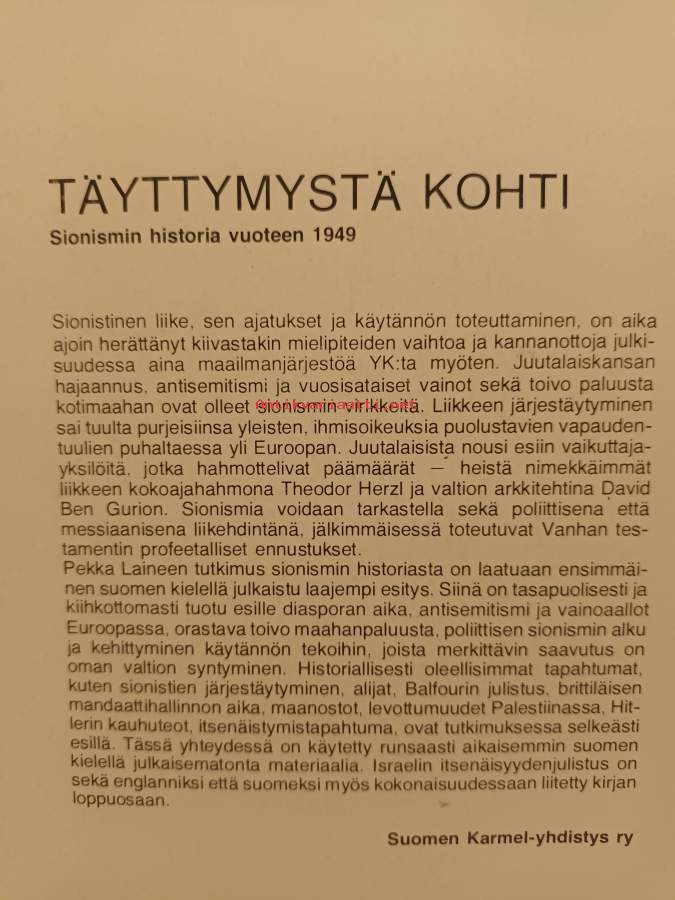 TÄYTTYMYSTÄ KOHTI
Sionismin historia vuoteen 1949
Sionistinen liike, sen ajatukset ja käytännön toteuttaminen, on aika
ajoin herättänyt kiivastakin mielipiteiden vaihtoa ja kannanottoja julki-
suudessa aina maailmanjärjestöä YK:ta myöten. Juutalaiskansan
hajaannus, antisemitismi ja vuosisataiset vainot sekä toivo paluusta
kotimaahan ovat olleet sionismin virikkeitä. Liikkeen järjestäytyminen
sai tuulta purjeisiinsa yleisten, ihmisoikeuksia puolustavien vapauden-
tuulien puhaltaessa yli Euroopan. Juutalaisista nousi esiin vaikuttaja-
yksilöitä, jotka hahmottelivat päämäärät — heistä nimekkäimmät
liikkeen kokoajahahmona Theodor Herzl ja valtion arkkitehtina David
Ben Gurion. Sionismia voidaan tarkastella sekä poliittisena että
messiaanisena liikehdintänä, jälkimmäisessä toteutuvat Vanhan tes-
tamentin profeetalliset ennustukset.
Pekka Laineen tutkimus sionismin historiasta on laatuaan ensimmäi-
nen suomen kielellä julkaistu laajempi esitys. Siinä on tasapuolisesti ja
kiihkottomasti tuotu esille diasporan aika, antisemitismi ja vainoaallot
Euroopassa, orastava toivo maahanpaluusta, poliittisen sionismin alku
ja kehittyminen käytännön tekoihin, joista merkittävin saavutus on
oman valtion syntyminen. Historiallisesti oleellisimmat tapahtumat,
kuten sionistien järjestäytyminen, alijat, Balfourin julistus, brittiläisen
mandaattihallinnon aika, maanostot, levottumuudet Palestiinassa, Hit-
lerin kauhuteot, itsenäistymistapahtuma, ovat tutkimuksessa selkeästi
esillä. Tässä yhteydessä on käytetty runsaasti aikaisemmin suomen
kielellä julkaisematonta materiaalia. Israelin itsenäisyydenjulistus on
sekä englanniksi että suomeksi myös kokonaisuudessaan liitetty kirjan
loppuosaan.
Suomen Karmel-yhdistys ry